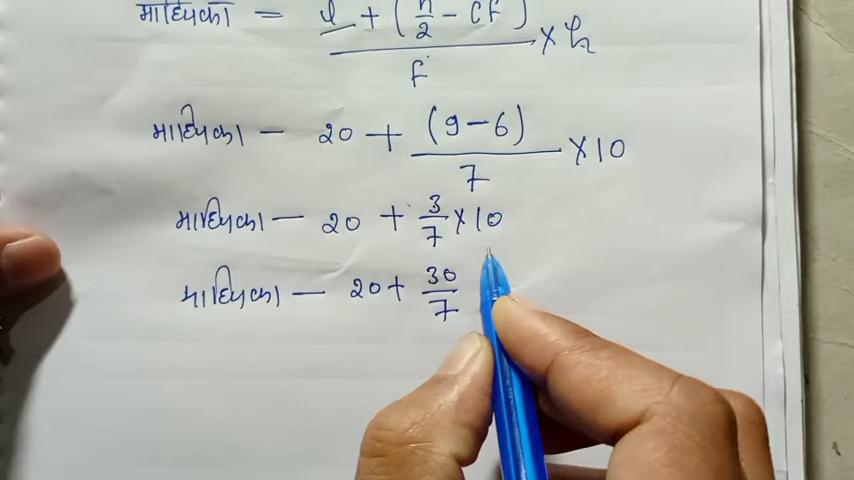 माध्यिका = l + (n/2 - CF) / F × h
माध्यिका - 20 + (9-6) / 7 ×10
माध्यिका - 20 + 3/7 ×10
माध्यिका - 20+ 30/7